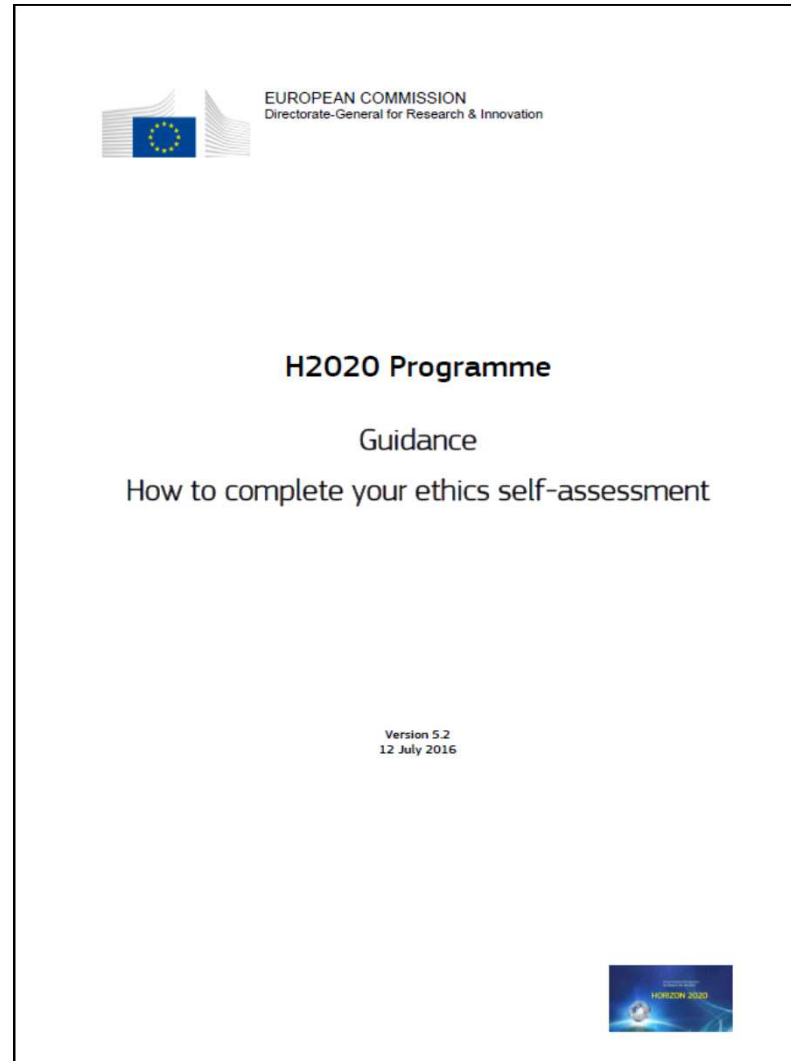 EUROPEAN COMMISSION
Directorate-General for Research & Innovation
H2020 Programme
Guidance
How to complete your ethics self-assessment
Version 5.2
12 July 2016
HORIZON 2020